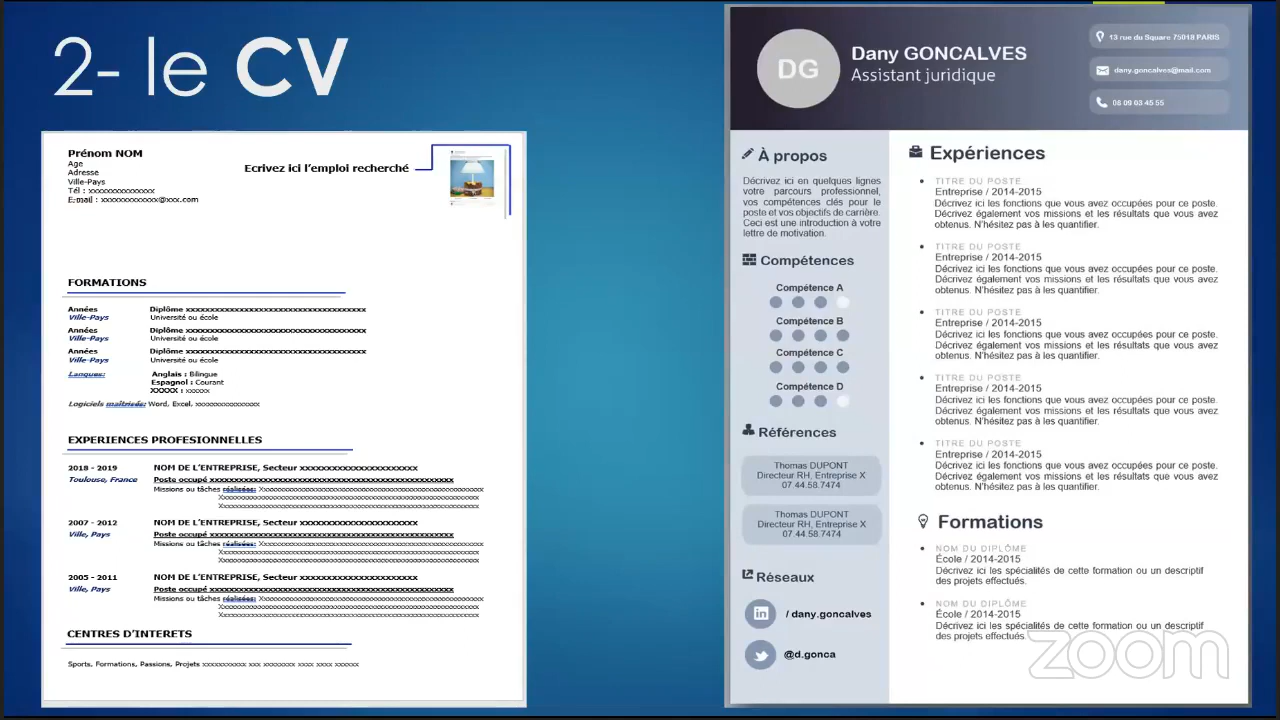 2- le CV
Prénom NOM
Age
Adresse
Ville-Pays
Tél : xxxxxxxxxxxxxxx
E.mail : xxxxxxxxxxxxx@xxx.com
Ecrivez ici l’emploi recherché
FORMATIONS
Années Diplôme xxxxxxxxxxxxxxxxxxxxxxxxxxxxxxxxxxxx
Ville-Pays Université ou école
Années Diplôme xxxxxxxxxxxxxxxxxxxxxxxxxxxxxxxxxxxx
Ville-Pays Université ou école
Années Diplôme xxxxxxxxxxxxxxxxxxxxxxxxxxxxxxxxxxxx
Ville-Pays Université ou école
Langues: Anglais : Bilingue
Espagnol : Courant
XXXXX : xxxxxx
Logiciels maîtrisés: Word, Excel, xxxxxxxxxxxxxxxx
EXPERIENCES PROFESIONNELLES
2018 - 2019 NOM DE L’ENTREPRISE, Secteur xxxxxxxxxxxxxxxxxxxxxxx
Toulouse, France Poste occupé xxxxxxxxxxxxxxxxxxxxxxxxxxxxxxxxxxxxxxxxxxxxxxxx
Missions ou tâches réalisées: Xxxxxxxxxxxxxxxxxxxxxxxxxxxxxxxxxxxxxxxxxxxx
Xxxxxxxxxxxxxxxxxxxxxxxxxxxxxxxxxxxxxxxxxxxxxxxxxxx
Xxxxxxxxxxxxxxxxxxxxxxxxxxxxxxxxxxxxxxxxxxxxxxxxxxx
2007 - 2012 NOM DE L’ENTREPRISE, Secteur xxxxxxxxxxxxxxxxxxxxxxx
Ville, Pays Poste occupé xxxxxxxxxxxxxxxxxxxxxxxxxxxxxxxxxxxxxxxxxxxxxxxx
Missions ou tâches réalisées: Xxxxxxxxxxxxxxxxxxxxxxxxxxxxxxxxxxxxxxxxxxxx
Xxxxxxxxxxxxxxxxxxxxxxxxxxxxxxxxxxxxxxxxxxxxxxxxxxx
Xxxxxxxxxxxxxxxxxxxxxxxxxxxxxxxxxxxxxxxxxxxxxxxxxxx
2005 - 2011 NOM DE L’ENTREPRISE, Secteur xxxxxxxxxxxxxxxxxxxxxxx
Ville, Pays Poste occupé xxxxxxxxxxxxxxxxxxxxxxxxxxxxxxxxxxxxxxxxxxxxxxxx
Missions ou tâches réalisées: Xxxxxxxxxxxxxxxxxxxxxxxxxxxxxxxxxxxxxxxxxxxx
Xxxxxxxxxxxxxxxxxxxxxxxxxxxxxxxxxxxxxxxxxxxxxxxxxxx
Xxxxxxxxxxxxxxxxxxxxxxxxxxxxxxxxxxxxxxxxxxxxxxxxxxx
CENTRES D’INTERETS
Sports, Formations, Passions, Projets xxxxxxxxxxx xxx xxxxxxxx xxxx xxxx xxxxxx
DG
Dany GONCALVES
Assistant juridique
13 rue du Square 75018 PARIS
dany.goncalves@mail.com
08 09 63 45 55
À propos
Décrivez ici en quelques lignes
votre parcours professionnel,
vos compétences clés pour le
poste et vos objectifs de carrière.
Ceci est une introduction à votre
lettre de motivation.
Compétences
Compétence A
Compétence B
Compétence C
Compétence D
Références
Thomas DUPONT
Directeur RH, Entreprise X
07.44.58.7474
Thomas DUPONT
Directeur RH, Entreprise X
07.44.58.7474
Réseaux
in / dany.goncalves
@d.gonca
Expériences
TITRE DU POSTE
Entreprise / 2014-2015
Décrivez ici les fonctions que vous avez occupées pour ce poste.
Décrivez également vos missions et les résultats que vous avez
obtenus. N’hésitez pas à les quantifier.
TITRE DU POSTE
Entreprise / 2014-2015
Décrivez ici les fonctions que vous avez occupées pour ce poste.
Décrivez également vos missions et les résultats que vous avez
obtenus. N’hésitez pas à les quantifier.
TITRE DU POSTE
Entreprise / 2014-2015
Décrivez ici les fonctions que vous avez occupées pour ce poste.
Décrivez également vos missions et les résultats que vous avez
obtenus. N’hésitez pas à les quantifier.
TITRE DU POSTE
Entreprise / 2014-2015
Décrivez ici les fonctions que vous avez occupées pour ce poste.
Décrivez également vos missions et les résultats que vous avez
obtenus. N’hésitez pas à les quantifier.
TITRE DU POSTE
Entreprise / 2014-2015
Décrivez ici les fonctions que vous avez occupées pour ce poste.
Décrivez également vos missions et les résultats que vous avez
obtenus. N’hésitez pas à les quantifier.
Formations
NOM DU DIPLÔME
École / 2014-2015
Décrivez ici les spécialités de cette formation ou un descriptif
des projets effectués.
NOM DU DIPLÔME
École / 2014-2015
Décrivez ici les spécialités de cette formation ou un descriptif
des projets effectués.
zoom